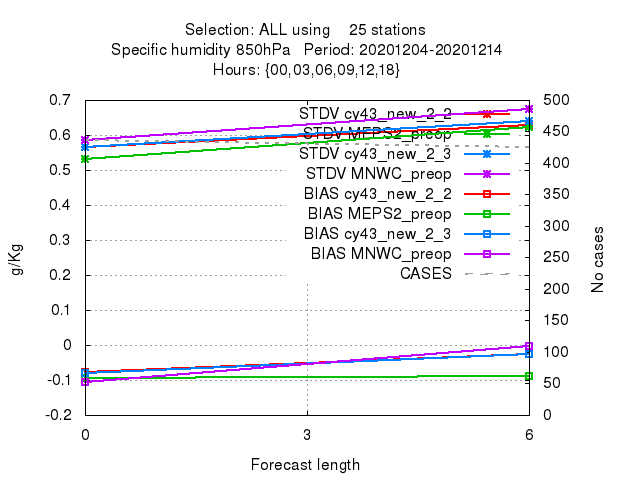 Selection: ALL using 25 stations
Specific humidity 850hPa Period: 20201204-20201214
Hours: {00,03,06,09,12,18}
g/Kg
No cases
0.7
0.6
0.5
0.4
0.3
0.2
0.1
0
-0.1
-0.2
500
450
400
350
300
250
200
150
100
50
0
STDV cy43_new_2_2
STDV MEPS2_preop
STDV cy43_new_2_3
STDV MNWC_preop
BIAS cy43_new_2_2
BIAS MEPS2_preop
BIAS cy43_new_2_3
BIAS MNWC_preop
CASES
0 3 6
Forecast length